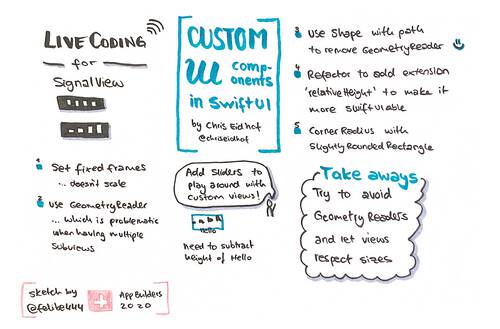 LIVE CODING
for
SignalView
1 Set fixed frames
... doesn't scale
2 USE GeometryReader
... which is problematic
when having multiple
Subviews
CUSTOM
UI components
in SwiftUI
by Chris Eidhof
@chriseidhof
Add Sliders to
play around with
custom views!
Hello
need to subtract
height of Hello
3 Use Shape with path
to remove GeometryReader
4 Refactor to add extension
'relativeHeight' to make it
more SwiftUIable
5 Corner Radius with
Slightly Rounded Rectangle
Take aways
Try to avoid
Geometry Readers
and let views
respect sizes
sketch by
App Builders
2020